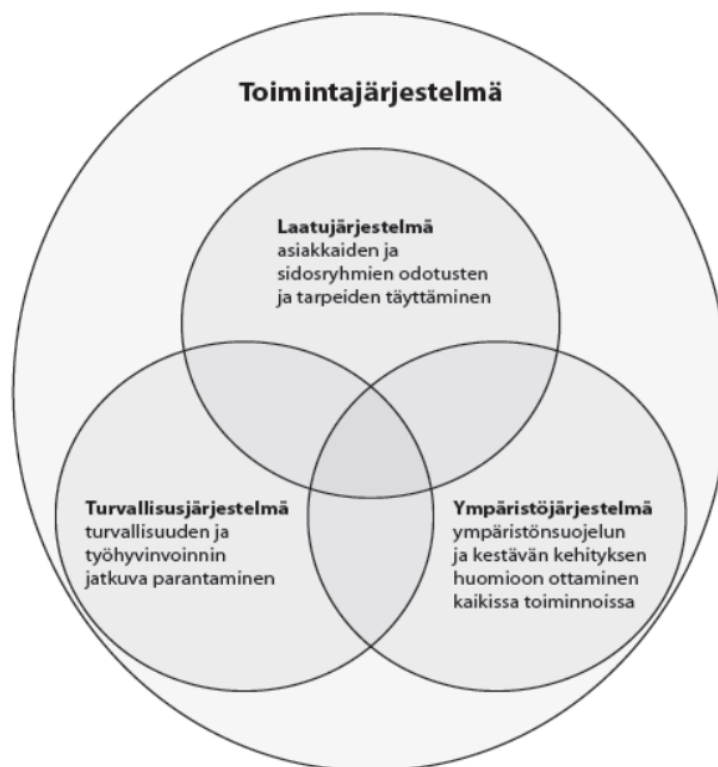 Toimintajärjestelmä
Laatujärjestelmä
asiakkaiden ja
sidosryhmien odotusten
ja tarpeiden täyttäminen
Turvallisusjärjestelmä
turvallisuuden ja
työhyvinvoinnin
jatkuva parantaminen
Ympäristöjärjestelmä
ympäristönsuojelun
ja kestävän kehityksen
huomioon ottaminen
kaikissa toiminnoissa